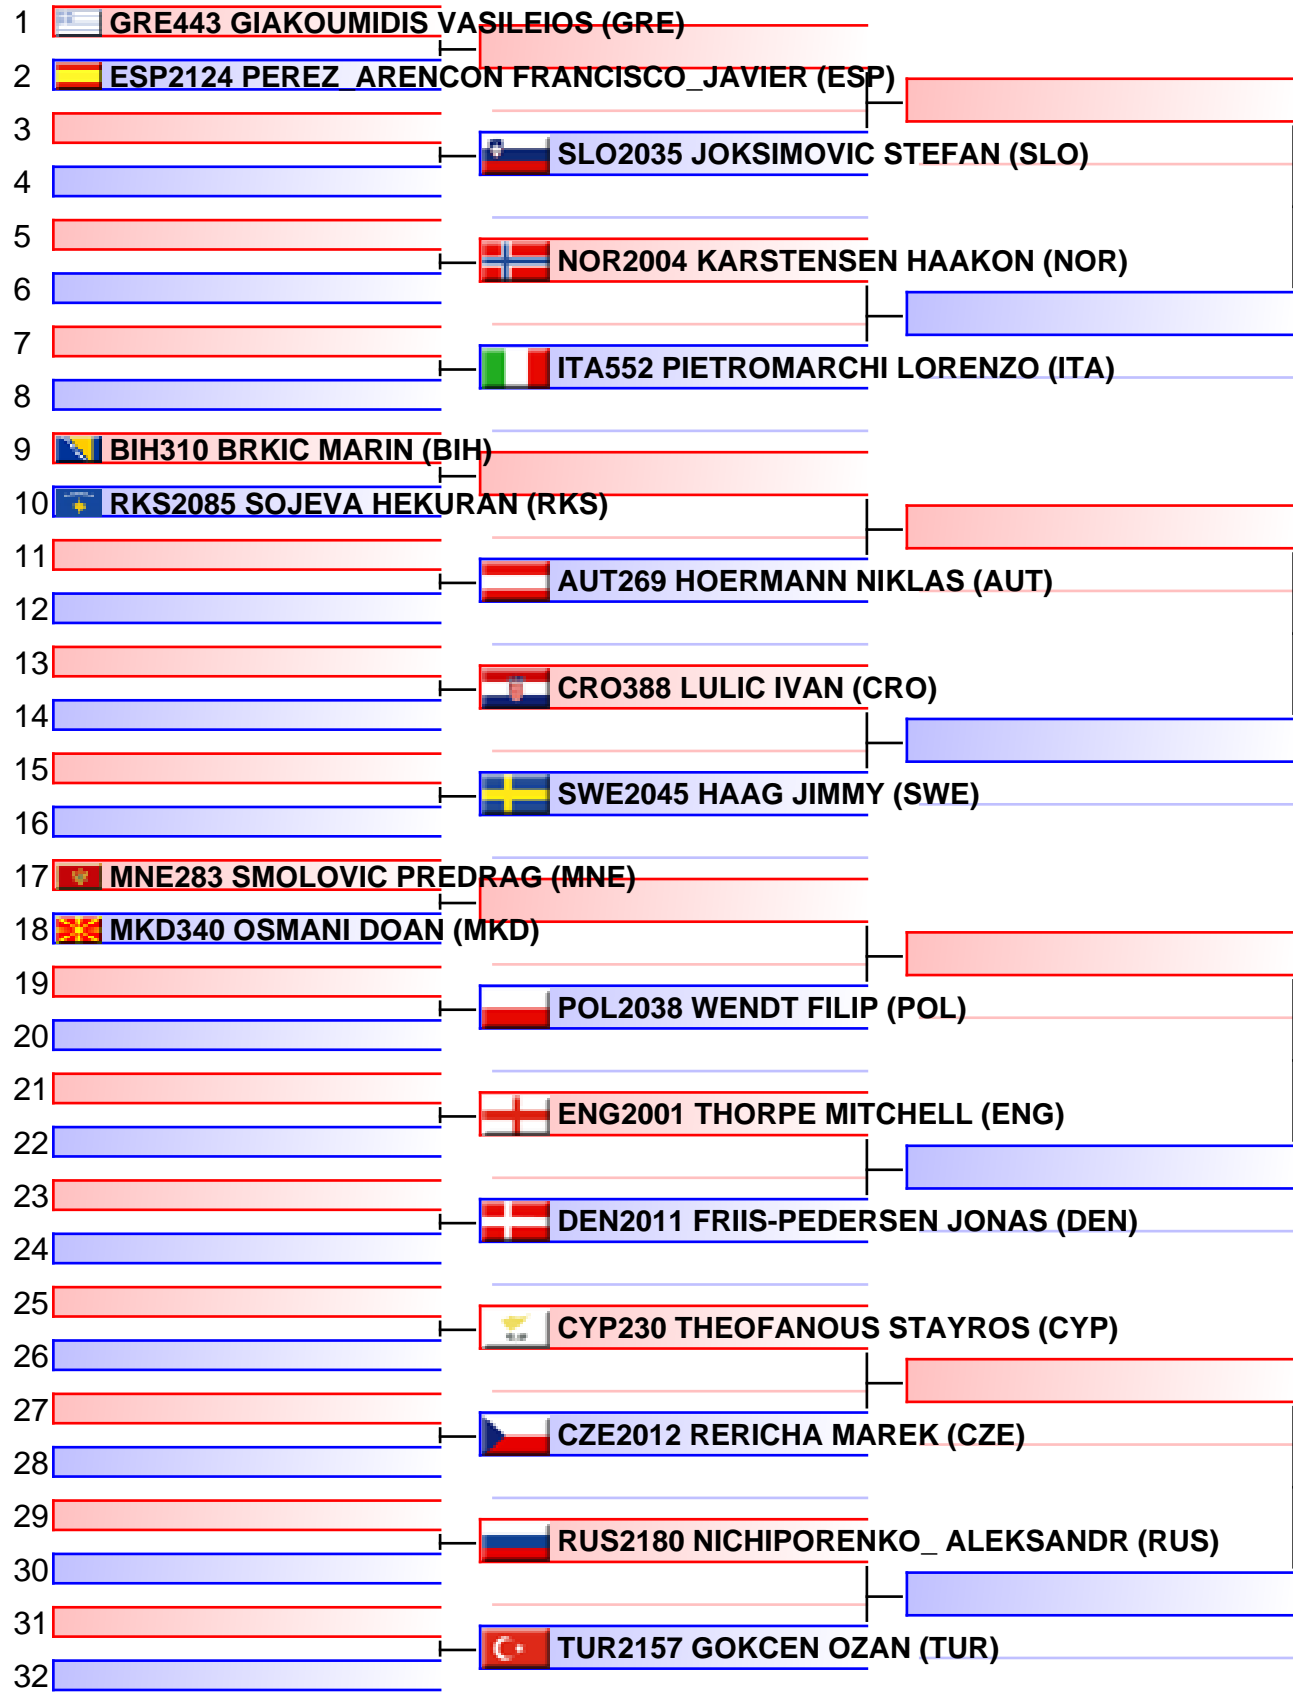 1 GRE443 GIAKOUMIDIS VASILEIOS (GRE)
2 ESP2124 PEREZ_ARENCON FRANCISCO_JAVIER (ESP)
3
SLO2035 JOKSIMOVIC STEFAN (SLO)
4
5
NOR2004 KARSTENSEN HAAKON (NOR)
6
7
ITA552 PIETROMARCHI LORENZO (ITA)
8
9 BIH310 BRKIC MARIN (BIH)
10 RKS2085 SOJEVA HEKURAN (RKS)
11
AUT269 HOERMANN NIKLAS (AUT)
12
13
CRO388 LULIC IVAN (CRO)
14
15
SWE2045 HAAG JIMMY (SWE)
16
17 MNE283 SMOLOVIC PREDRAG (MNE)
18 MKD340 OSMANI DOAN (MKD)
19
POL2038 WENDT FILIP (POL)
20
21
ENG2001 THORPE MITCHELL (ENG)
22
23
DEN2011 FRIIS-PEDERSEN JONAS (DEN)
24
25
CYP230 THEOFANOUS STAYROS (CYP)
26
27
CZE2012 RERICHA MAREK (CZE)
28
29
RUS2180 NICHIPORENKO_ ALEKSANDR (RUS)
30
31
TUR2157 GOKCEN OZAN (TUR)
32